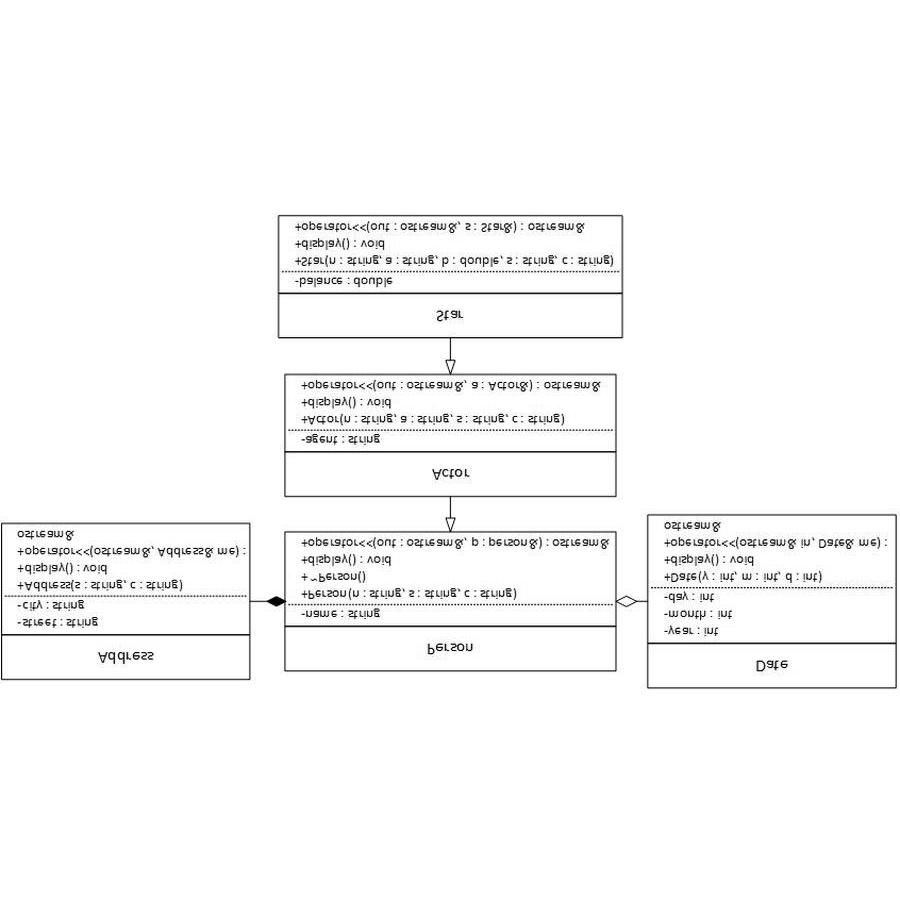 Person
-name : string
+Person(n : string, s : string, c : string)
+ ~Person()
+display() : void
+operator<<(out : ostream&, p : person&) : ostream&
Address
-street : string
-city : string
+Address(s : string, c : string)
+display() : void
+operator<<(ostream&, Address& me) :
ostream&
Date
-year : int
-month : int
-day : int
+Date(y : int, m : int, d : int)
+display() : void
+operator<<(ostream& in, Date& me) :
ostream&
Actor
-agent : string
+Actor(n : string, a : string, s : string, c : string)
+display() : void
+operator<<(out : ostream&, a : Actor&) : ostream&
Star
-balance : double
+Star(n : string, a : string, b : double, s : string, c : string)
+display() : void
+operator<<(out : ostream&, s : Star&) : ostream&